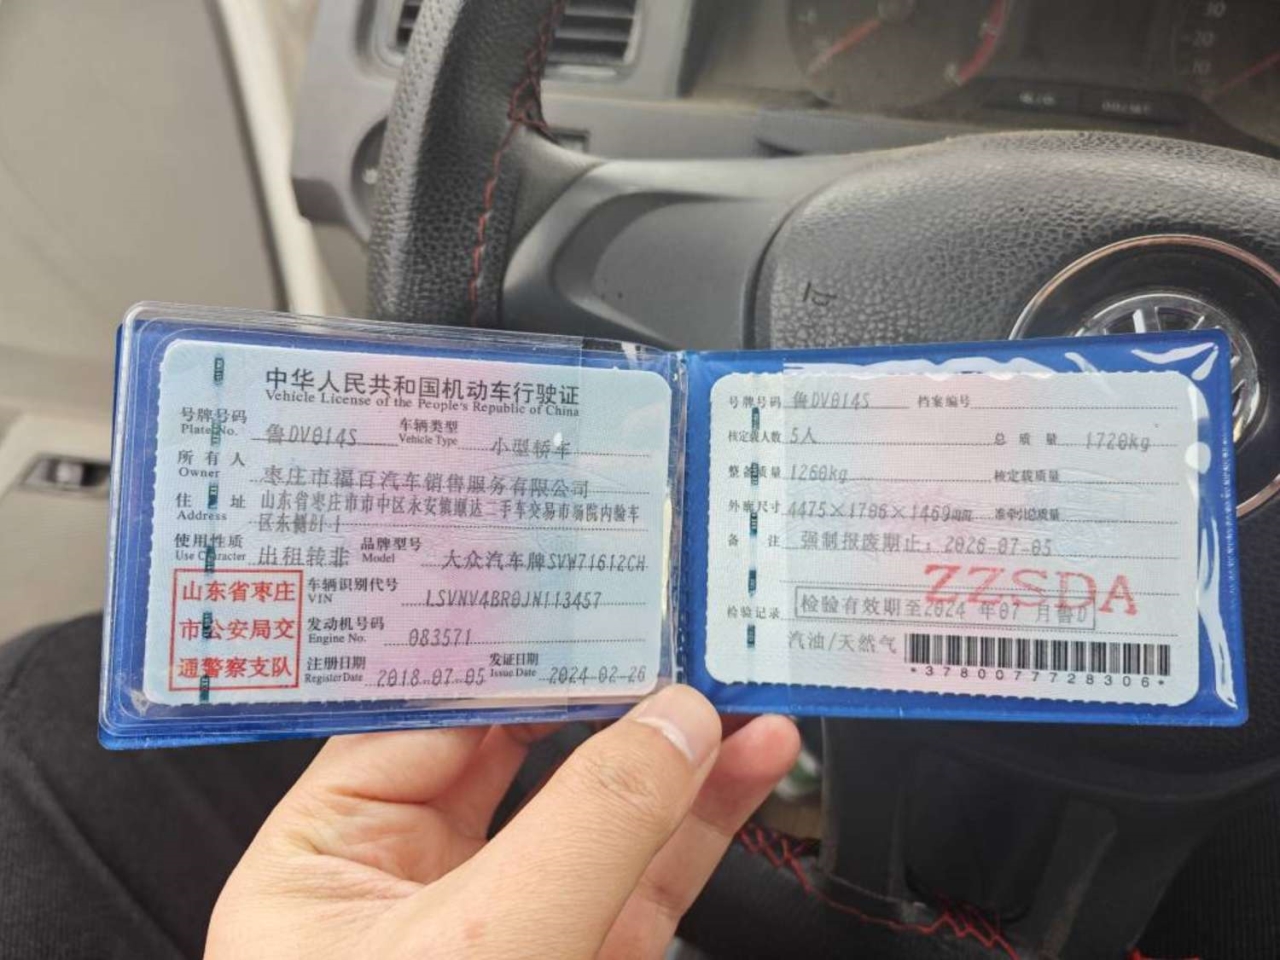 中华人民共和国机动车行驶证
Vehicle License of the People's Republic of China
号牌号码 鲁DV014S 车辆类型 小型轿车
Plate No. Vehicle Type
所有人 枣庄市福百汽车销售服务有限公司
Owner
住址 山东省枣庄市市中区永安镇顺达二手车交易市场院内验车
Address 区东侧B1-1
使用性质 出租转非 品牌型号 大众汽车牌SVW71612CH
Use Character Model
山东省枣庄
市公安局交
通警察支队
车辆识别代号 LSVNV4BR0JN113457
VIN
发动机号码 083571
Engine No.
注册日期 2018-07-05 发证日期 2024-02-26
Register Date Issue Date
号牌号码 鲁DV014S 档案编号
核定载人数 5人 总质量 1720kg
整备质量 1260kg 核定载质量
外廓尺寸 4475×1706×1469mm 准牵引总质量
备注 强制报废期止：2026-07-05
ZZSDA
检验记录 检验有效期至2024年07月鲁D
汽油/天然气
*3780077728306*